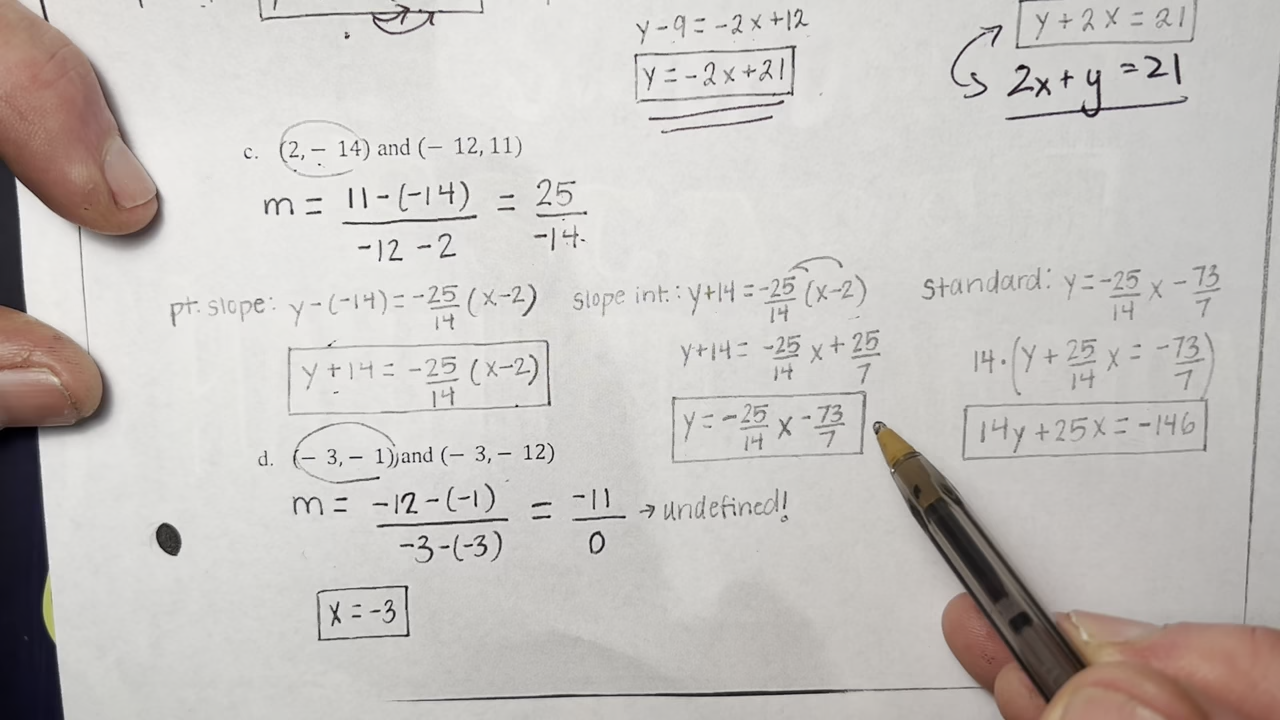 y-9=-2x+12
y=-2x+21
y+2x=21
2x+y=21
c. (2,− 14) and (− 12, 11)
m = 11-(-14)/-12-2 = 25/-14
pt. slope: y-(-14)=-25/14(x-2)
y+14=-25/14(x-2)
slope int.: y+14=-25/14(x-2)
y+14= -25/14 x+25/7
y=-25/14 x-73/7
standard: y=-25/14 x-73/7
14·(y+25/14 x=-73/7)
14y+25x=-146
d. (− 3,− 1) and (− 3,− 12)
m= -12-(-1)/-3-(-3) = -11/0 → undefined!
x=-3